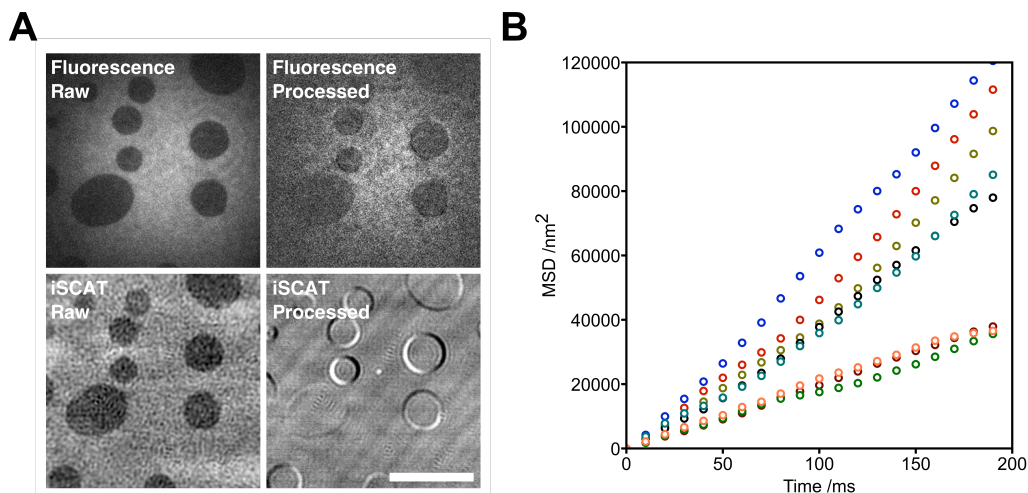 A
Fluorescence
Raw
Fluorescence
Processed
iSCAT
Raw
iSCAT
Processed
B
MSD /nm2
120000
100000
80000
60000
40000
20000
0
0
50
100
150
200
Time /ms